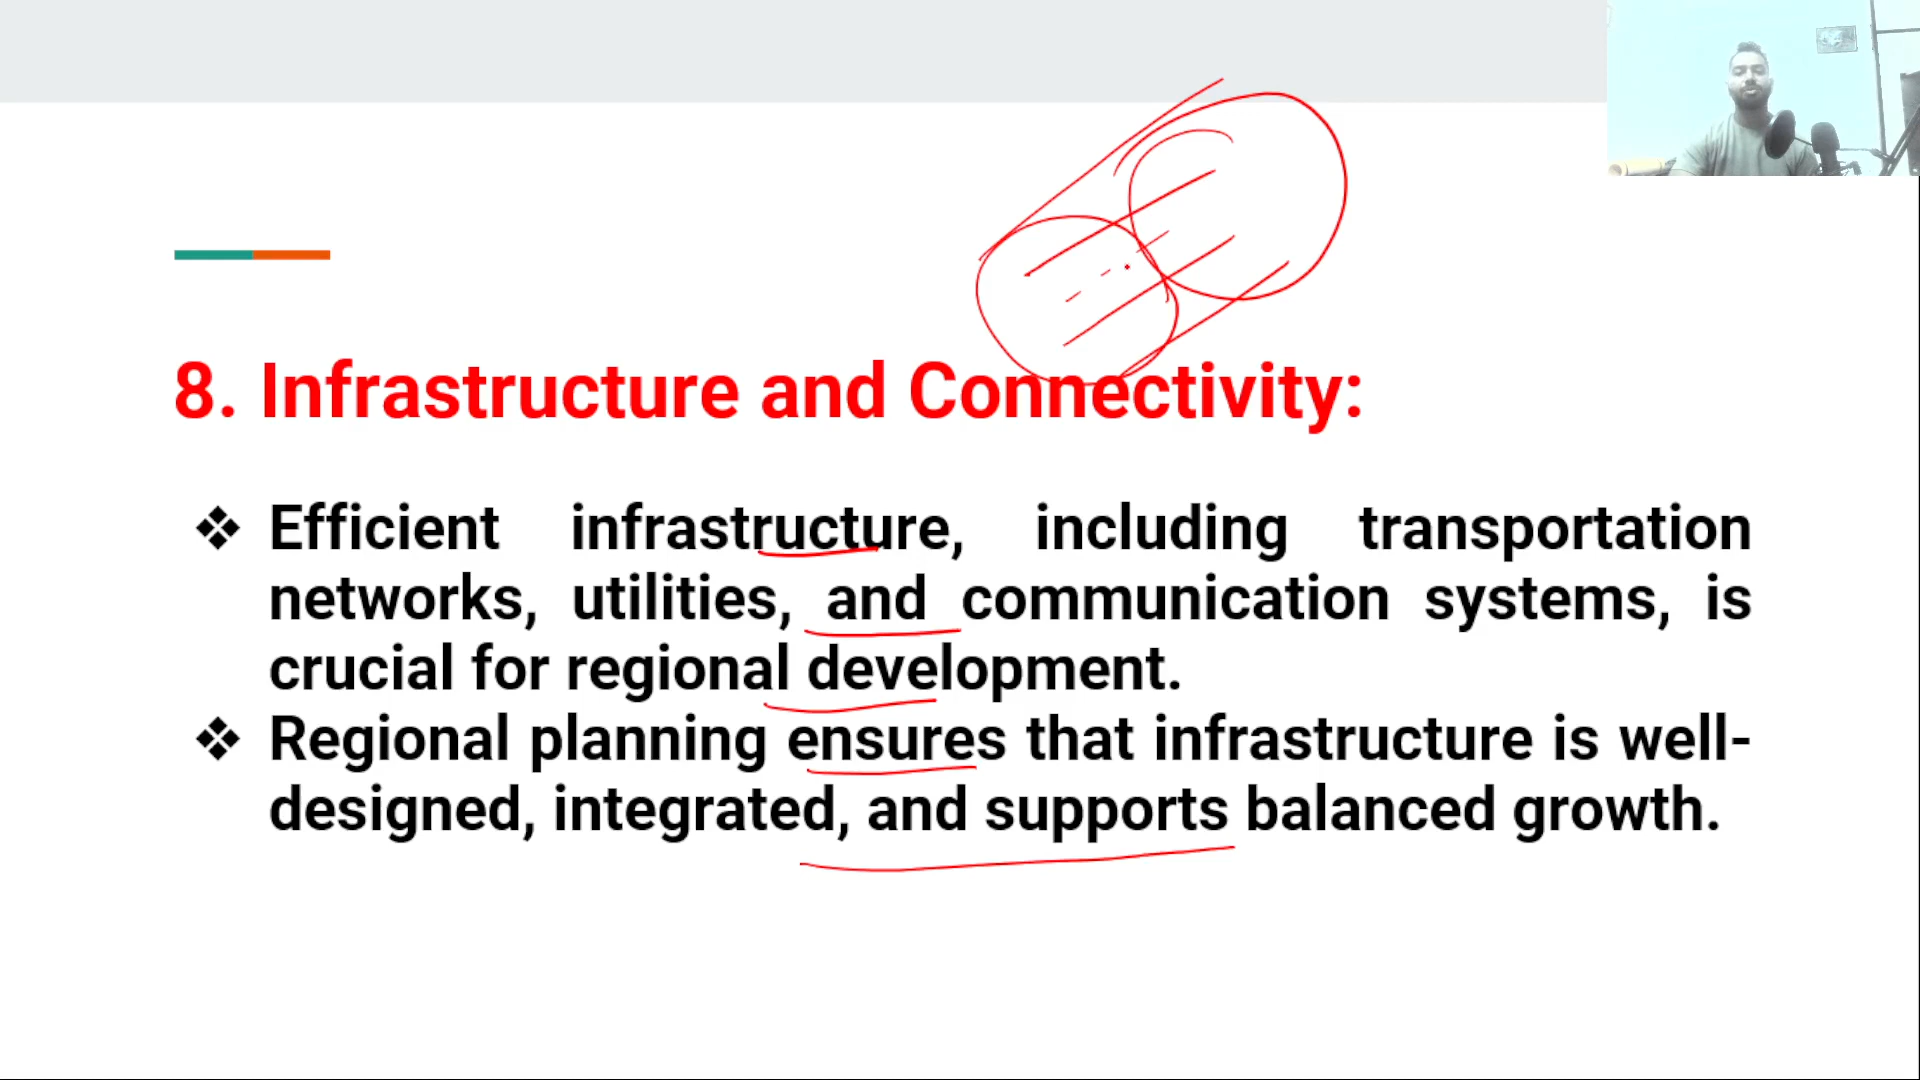 8. Infrastructure and Connectivity:
❖ Efficient infrastructure, including transportation
networks, utilities, and communication systems, is
crucial for regional development.
❖ Regional planning ensures that infrastructure is well-
designed, integrated, and supports balanced growth.